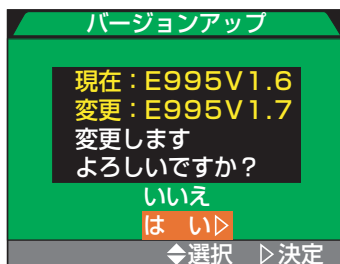 バージョンアップ
現在：E995V1.6
変更：E995V1.7
変更します
よろしいですか？
いいえ
は　い▷
◆選択　▷決定